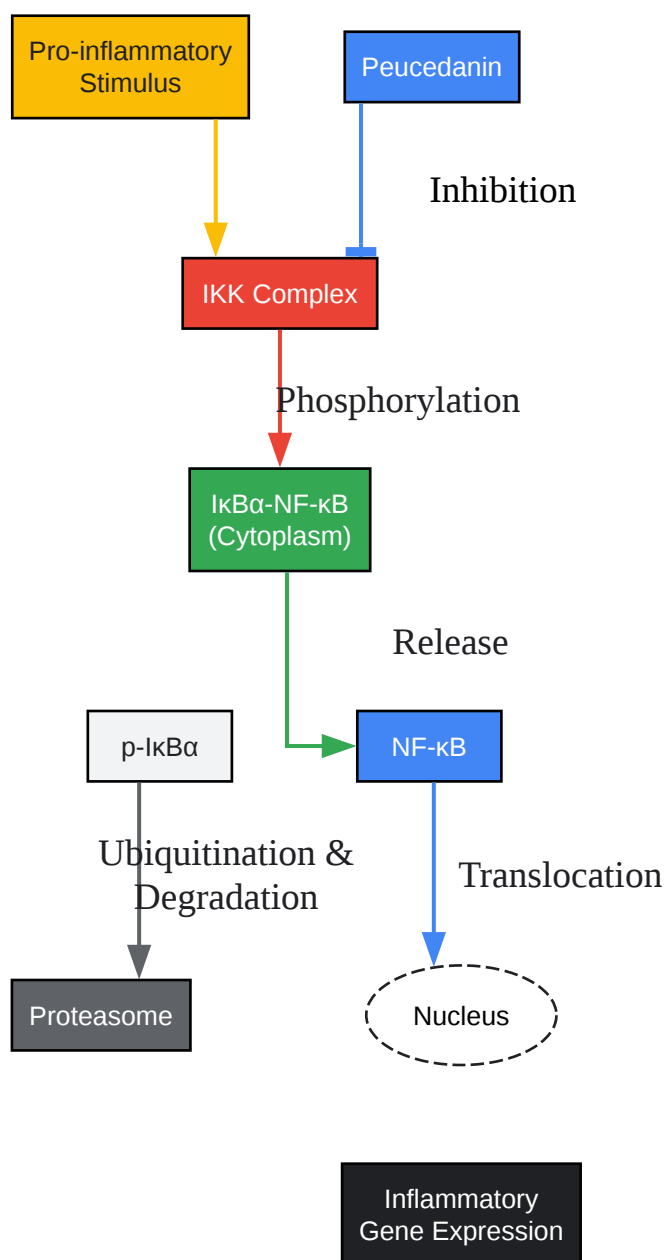 Pro-inflammatory
Stimulus
Peucedanin
Inhibition
IKK Complex
Phosphorylation
IκBα-NF-κB
(Cytoplasm)
Release
p-IκBα
NF-κB
Ubiquitination &
Degradation
Translocation
Proteasome
Nucleus
Inflammatory
Gene Expression